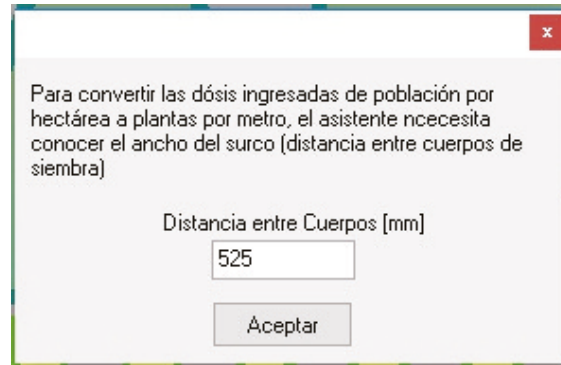 x
Para convertir las dósis ingresadas de población por
hectárea a plantas por metro, el asistente ncecesita
conocer el ancho del surco (distancia entre cuerpos de
siembra)
Distancia entre Cuerpos [mm]
525
Aceptar